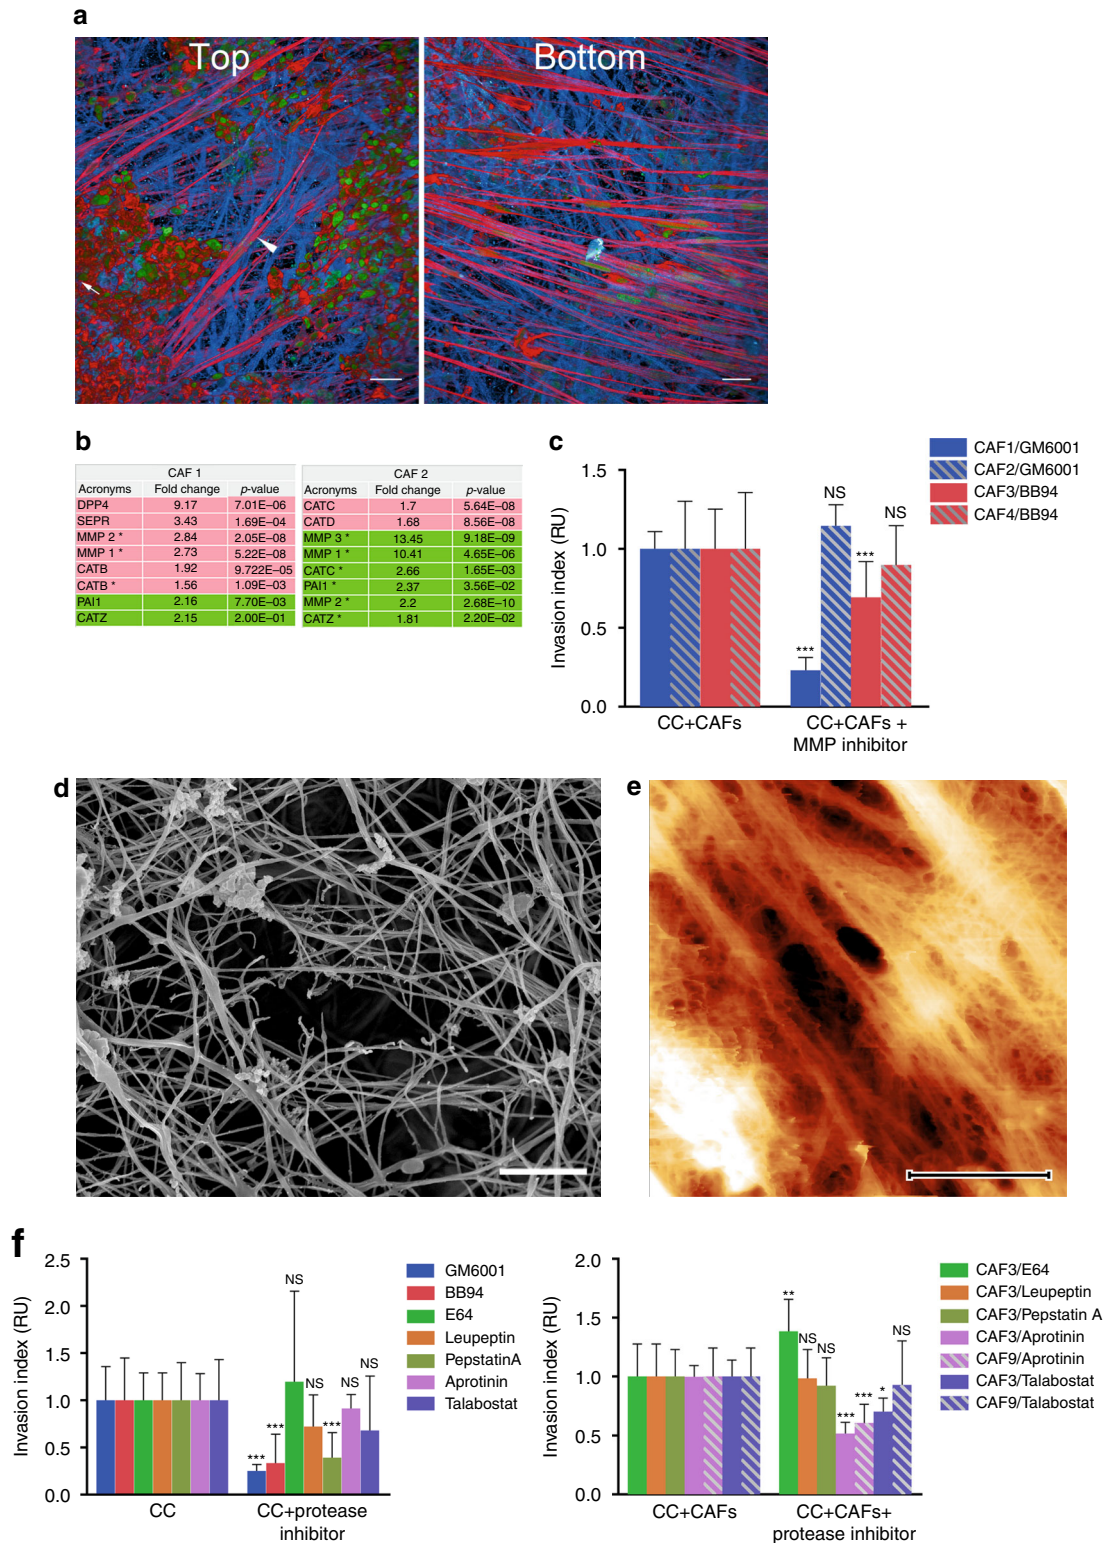 a
Top
Bottom
b
CAF 1
Acronyms Fold change p-value
DPP4 9.17 7.01E–06
SEPR 3.43 1.69E–04
MMP 2 * 2.84 2.05E–08
MMP 1 * 2.73 5.22E–08
CATB 1.92 9.722E–05
CATB * 1.56 1.09E–03
PAI1 2.16 7.70E–03
CATZ 2.15 2.00E–01
CAF 2
Acronyms Fold change p-value
CATC 1.7 5.64E–08
CATD 1.68 8.56E–08
MMP 3 * 13.45 9.18E–09
MMP 1 * 10.41 4.65E–06
CATC * 2.66 1.65E–03
PAI1 * 2.37 3.56E–02
MMP 2 * 2.2 2.68E–10
CATZ * 1.81 2.20E–02
c
Invasion index (RU)
1.5
1.0
0.5
0.0
***
NS
***
NS
CC+CAFs
CC+CAFs +
MMP inhibitor
CAF1/GM6001
CAF2/GM6001
CAF3/BB94
CAF4/BB94
d
e
f
Invasion index (RU)
2.5
2.0
1.5
1.0
0.5
0.0
***
***
NS
NS
***
NS
NS
CC
CC+protease
inhibitor
GM6001
BB94
E64
Leupeptin
PepstatinA
Aprotinin
Talabostat
Invasion index (RU)
2.0
1.5
1.0
0.5
0.0
**
NS
NS
***
***
*
NS
CC+CAFs
CC+CAFs+
protease inhibitor
CAF3/E64
CAF3/Leupeptin
CAF3/Pepstatin A
CAF3/Aprotinin
CAF9/Aprotinin
CAF3/Talabostat
CAF9/Talabostat